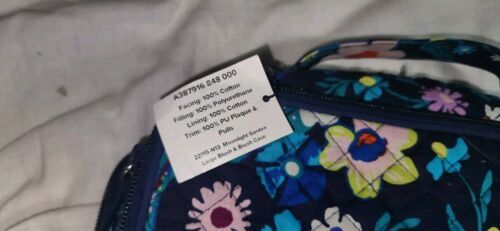 A387916 848 000
Facing: 100% Cotton
Filling: 100% Polyurethane
Lining: 100% Cotton
Trim: 100% PU Plaque &
Pulls
22115-N13 Moonlight Garden
Large Blush & Brush Case